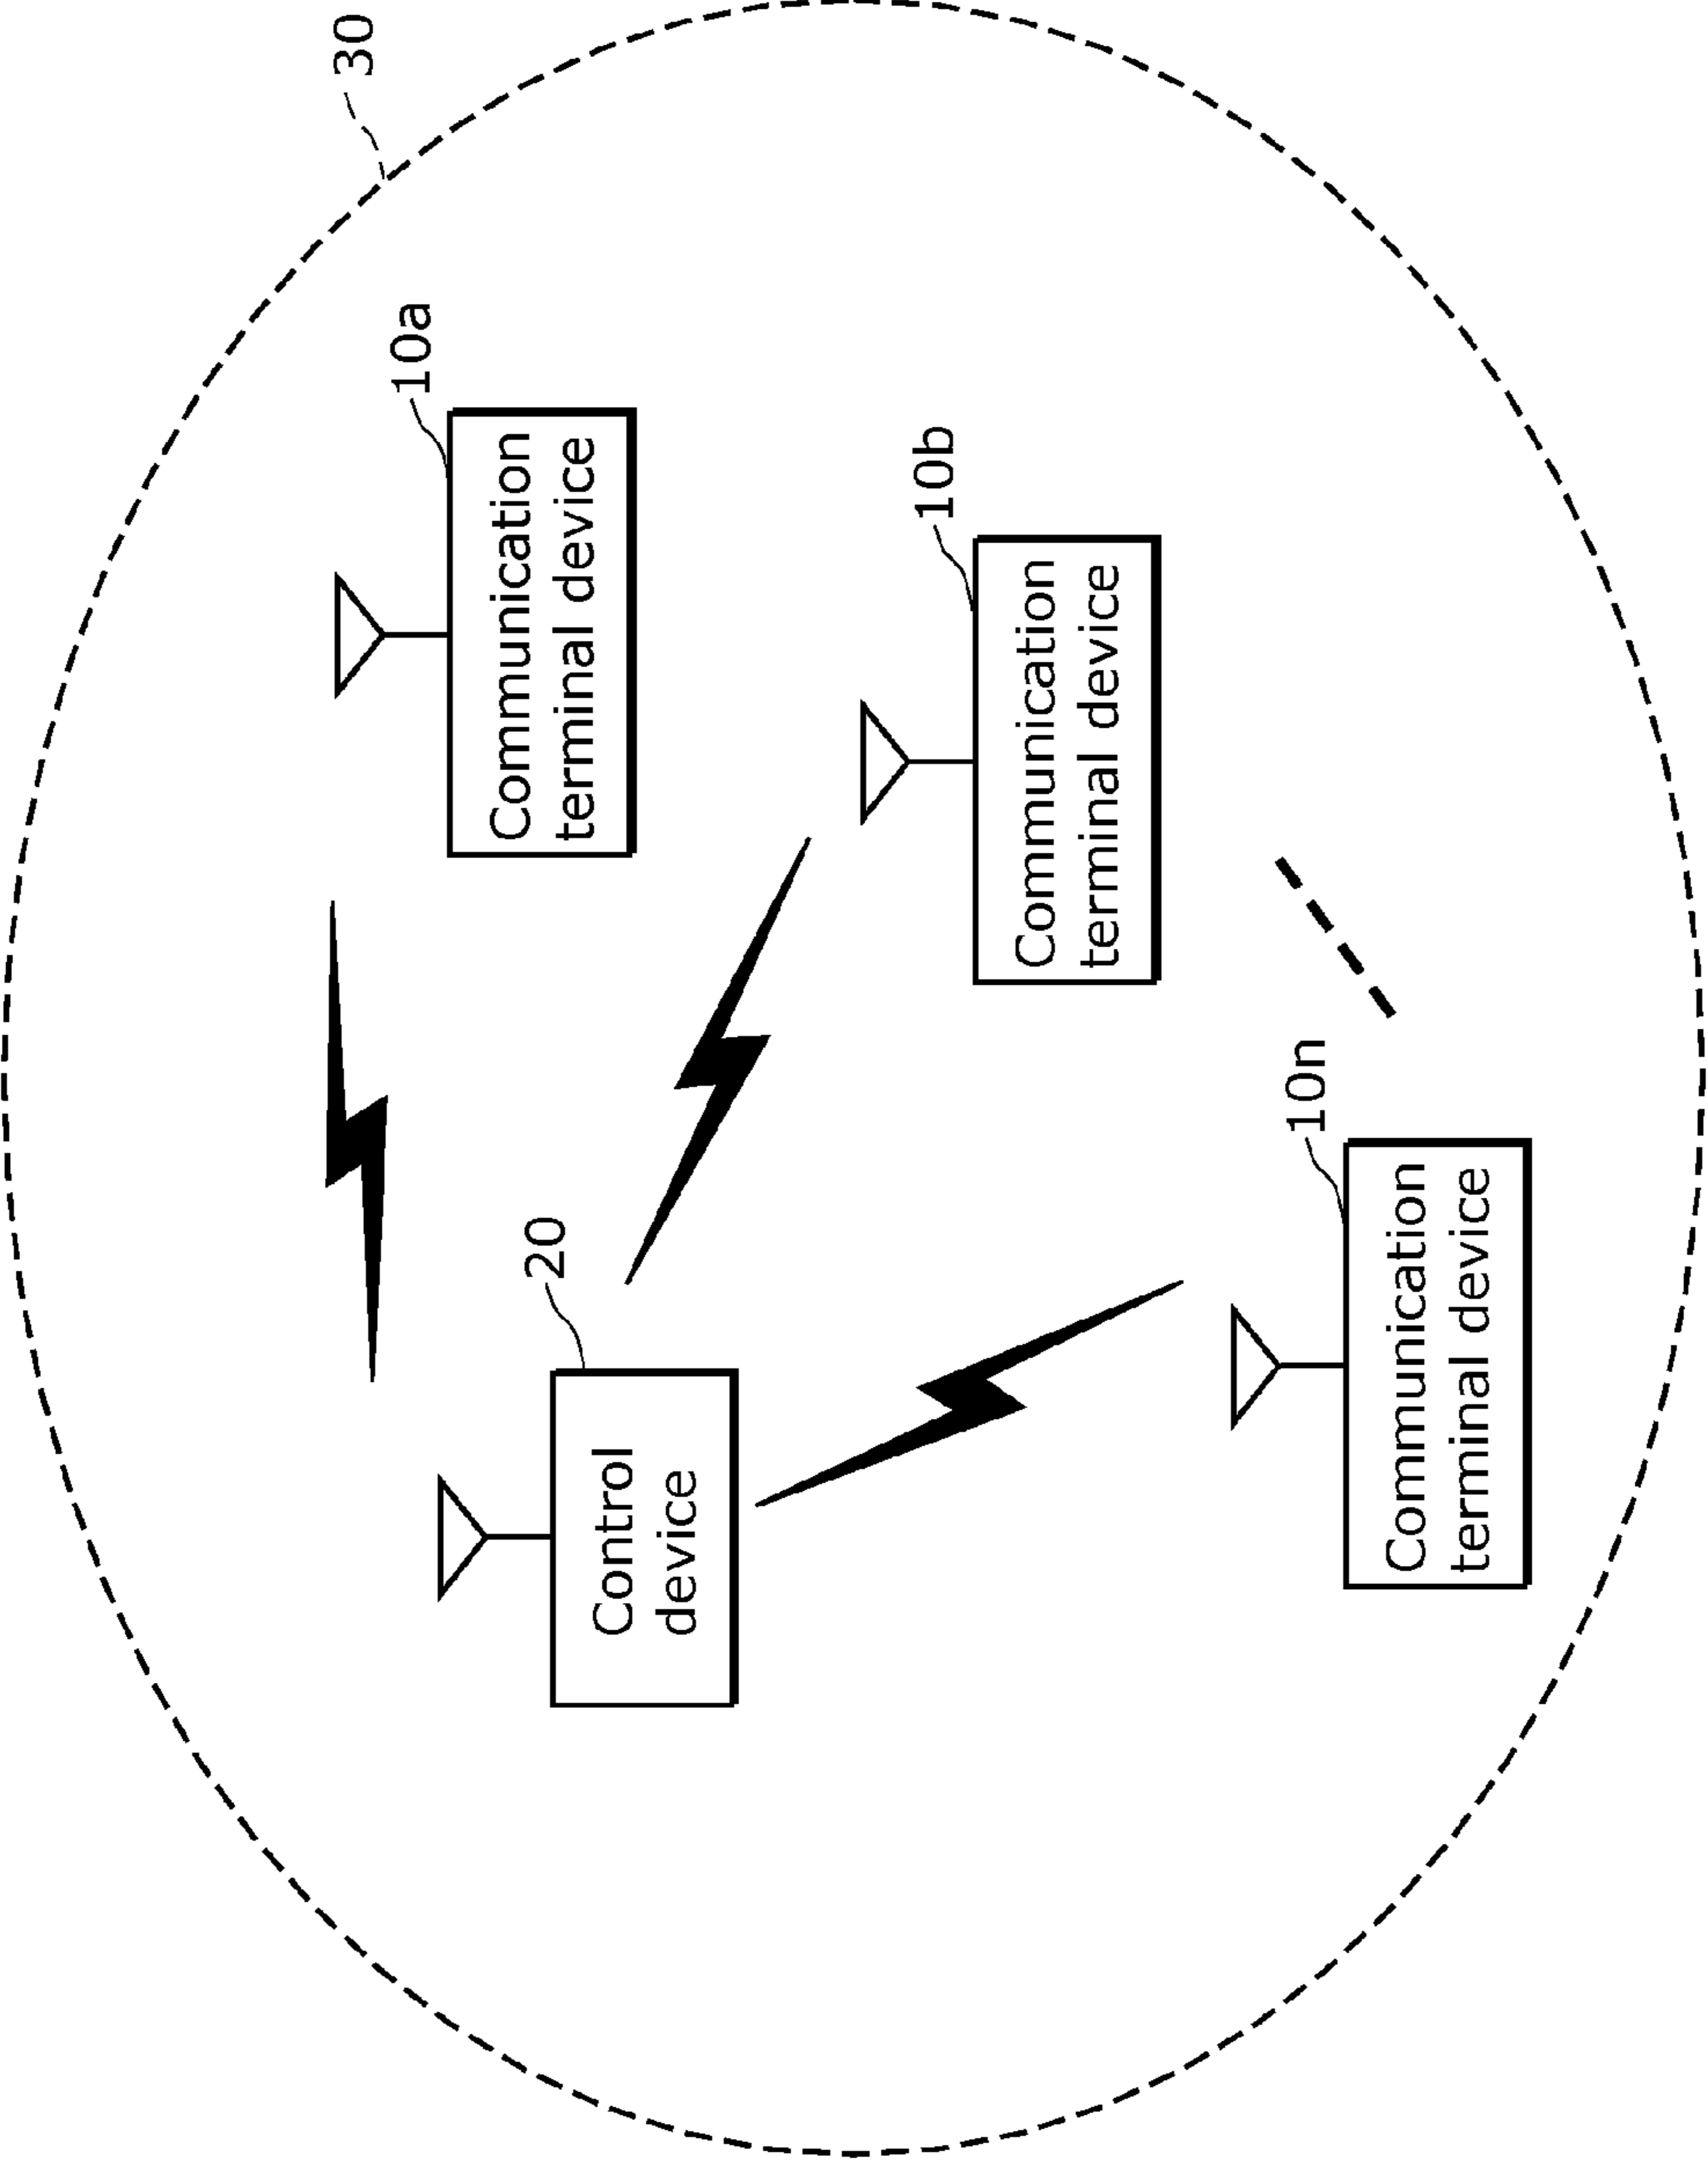 30
10a
Communication
terminal device
20
Control
device
10b
Communication
terminal device
10n
Communication
terminal device